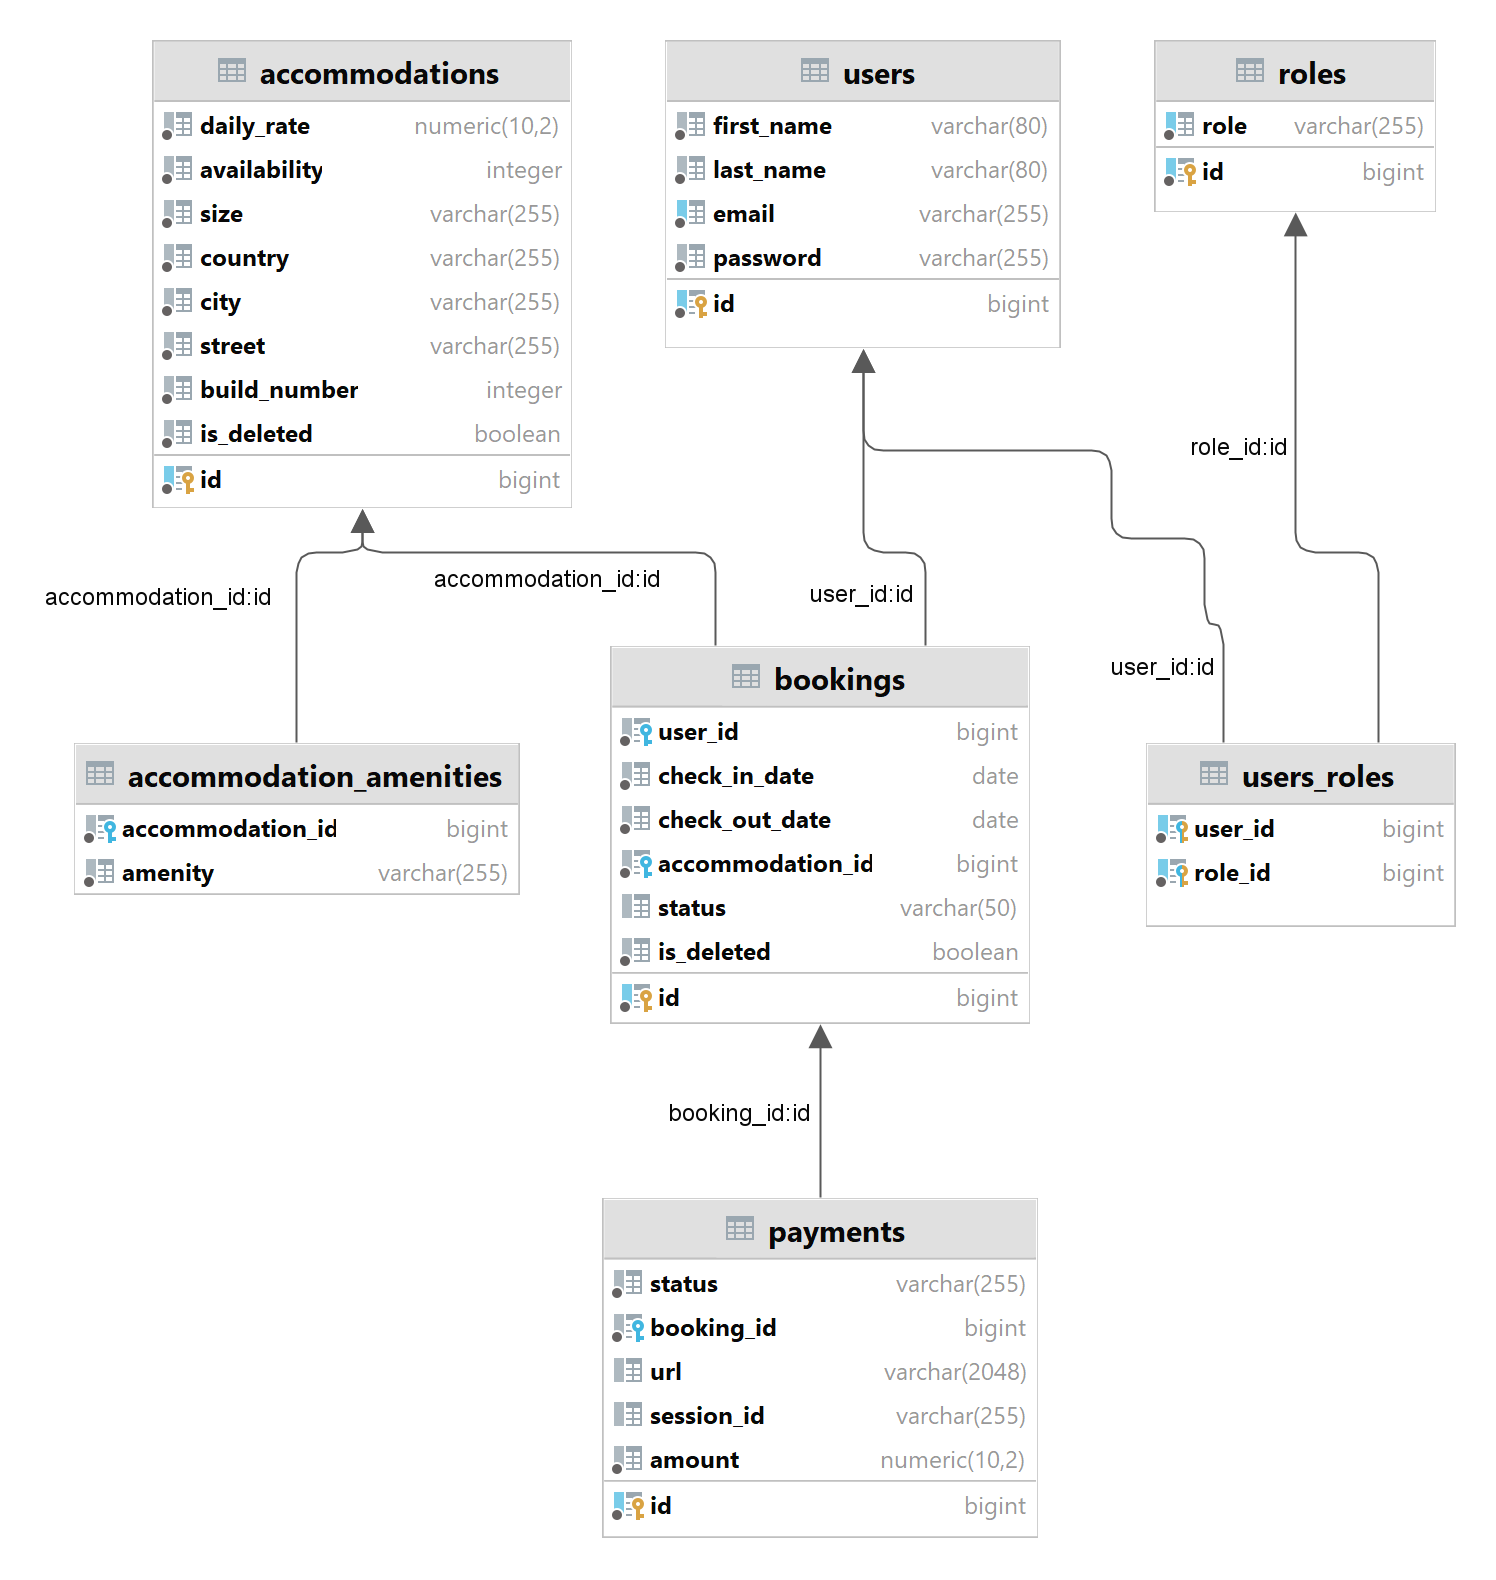 accommodations
daily_rate numeric(10,2)
availability integer
size varchar(255)
country varchar(255)
city varchar(255)
street varchar(255)
build_number integer
is_deleted boolean
id bigint
users
first_name varchar(80)
last_name varchar(80)
email varchar(255)
password varchar(255)
id bigint
roles
role varchar(255)
id bigint
role_id:id
accommodation_id:id
accommodation_id:id
user_id:id
user_id:id
accommodation_amenities
accommodation_id bigint
amenity varchar(255)
bookings
user_id bigint
check_in_date date
check_out_date date
accommodation_id bigint
status varchar(50)
is_deleted boolean
id bigint
users_roles
user_id bigint
role_id bigint
booking_id:id
payments
status varchar(255)
booking_id bigint
url varchar(2048)
session_id varchar(255)
amount numeric(10,2)
id bigint